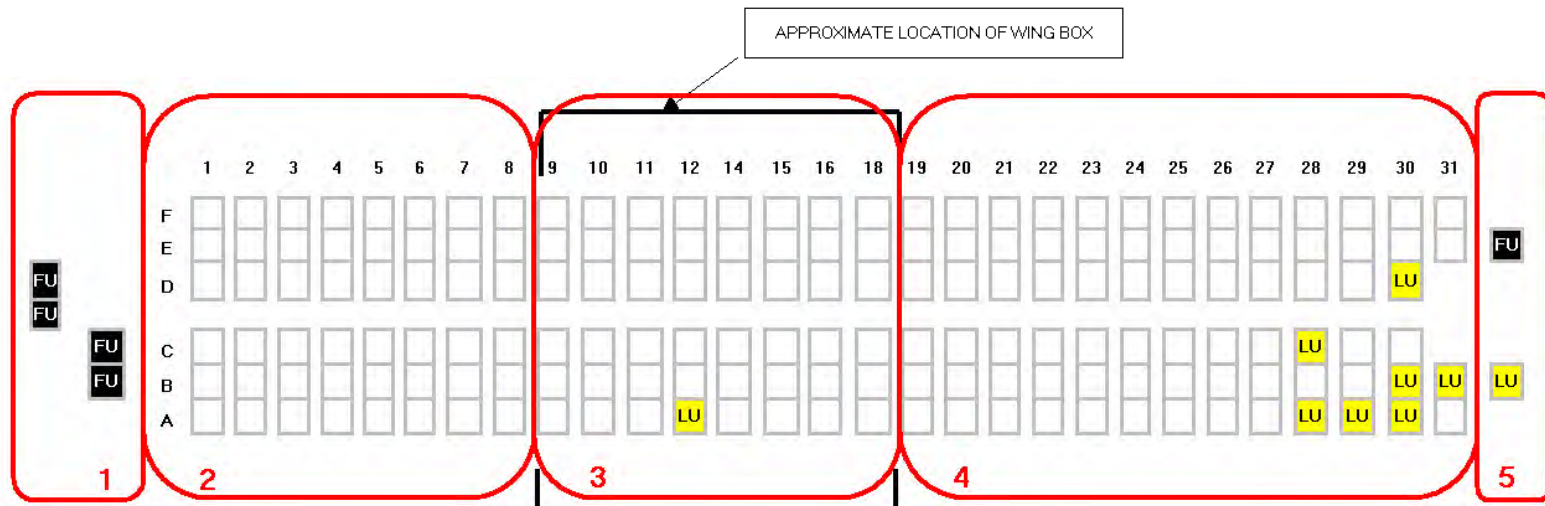 APPROXIMATE LOCATION OF WING BOX
1 2 3 4 5 6 7 8 9 10 11 12 14 15 16 18 19 20 21 22 23 24 25 26 27 28 29 30 31
F
E FU
FU D LU
FU
FU C LU
FU B LU LU LU
A LU LU LU LU
1 2 3 4 5